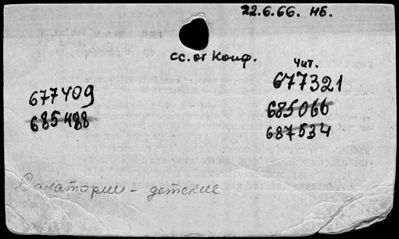 22.6.66. нб.
сс. от Конф.
Чит.
677409
677321
685488
685066
687534
Санатории - детские